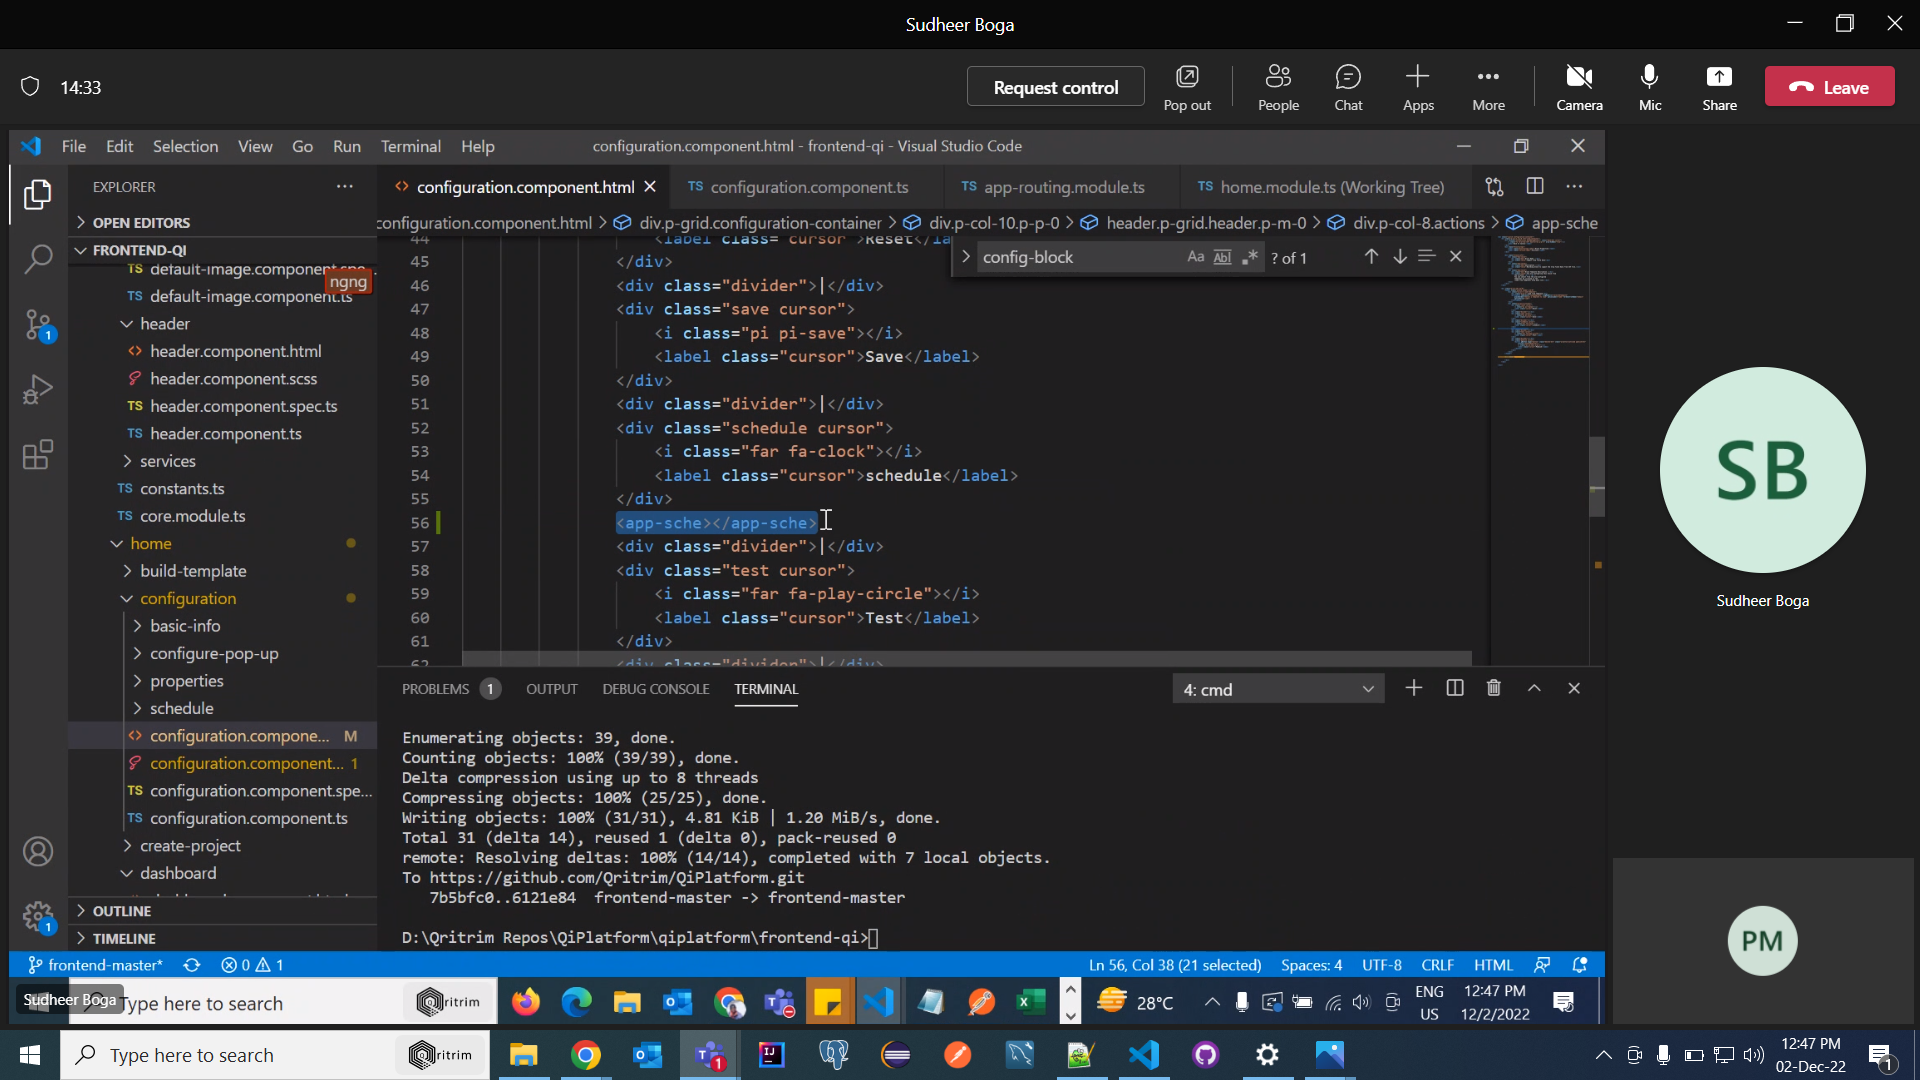 Sudheer Boga
14:33
Request control
Pop out
People
Chat
Apps
More
Camera
Mic
Share
Leave
File Edit Selection View Go Run Terminal Help
configuration.component.html - frontend-qi - Visual Studio Code
EXPLORER
configuration.component.html
TS configuration.component.ts
TS app-routing.module.ts
TS home.module.ts (Working Tree)
OPEN EDITORS
FRONTEND-QI
configuration.component.html > div.p-grid.configuration-container > div.p-col-10.p-p-0 > header.p-grid.header.p-m-0 > div.p-col-8.actions > app-sche
TS default-image.component.spe...
ngng
TS default-image.component.ts
header
header.component.html
header.component.scss
TS header.component.spec.ts
TS header.component.ts
services
TS constants.ts
TS core.module.ts
home
build-template
configuration
basic-info
configure-pop-up
properties
schedule
configuration.compone... M
configuration.component... 1
TS configuration.component.spe...
TS configuration.component.ts
create-project
dashboard
OUTLINE
TIMELINE
config-block
Aa Abl .*
? of 1
44 <label class="cursor">Reset</la
45 </div>
46 <div class="divider">|</div>
47 <div class="save cursor">
48 <i class="pi pi-save"></i>
49 <label class="cursor">Save</label>
50 </div>
51 <div class="divider">|</div>
52 <div class="schedule cursor">
53 <i class="far fa-clock"></i>
54 <label class="cursor">schedule</label>
55 </div>
56 <app-sche></app-sche>
57 <div class="divider">|</div>
58 <div class="test cursor">
59 <i class="far fa-play-circle"></i>
60 <label class="cursor">Test</label>
61 </div>
62 <div class="divider">|</div>
PROBLEMS 1 OUTPUT DEBUG CONSOLE TERMINAL
4: cmd
Enumerating objects: 39, done.
Counting objects: 100% (39/39), done.
Delta compression using up to 8 threads
Compressing objects: 100% (25/25), done.
Writing objects: 100% (31/31), 4.81 KiB | 1.20 MiB/s, done.
Total 31 (delta 14), reused 1 (delta 0), pack-reused 0
remote: Resolving deltas: 100% (14/14), completed with 7 local objects.
To https://github.com/Qritrim/QiPlatform.git
7b5bfc0..6121e84 frontend-master -> frontend-master
D:\Qritrim Repos\QiPlatform\qiplatform\frontend-qi>
1
1
frontend-master*
0 1
Ln 56, Col 38 (21 selected)
Spaces: 4
UTF-8
CRLF
HTML
SB
Sudheer Boga
PM
Sudheer Boga
Type here to search
Qritrim
28°C
ENG
US
12:47 PM
12/2/2022
Type here to search
Qritrim
1
IJ
12:47 PM
02-Dec-22
1